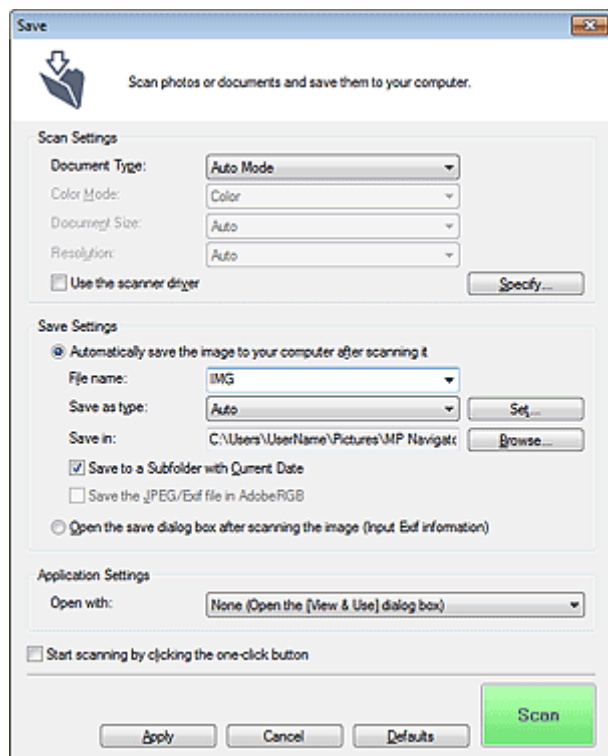 Save
Scan photos or documents and save them to your computer.
Scan Settings
Document Type: Auto Mode
Color Mode: Color
Document Size: Auto
Resolution: Auto
Use the scanner driver Specify...
Save Settings
Automatically save the image to your computer after scanning it
File name: IMG
Save as type: Auto Set...
Save in: C:\Users\UserName\Pictures\MP Navigato Browse...
Save to a Subfolder with Current Date
Save the JPEG/Exif file in AdobeRGB
Open the save dialog box after scanning the image (Input Exif information)
Application Settings
Open with: None (Open the [View & Use] dialog box)
Start scanning by clicking the one-click button
Scan
Apply Cancel Defaults